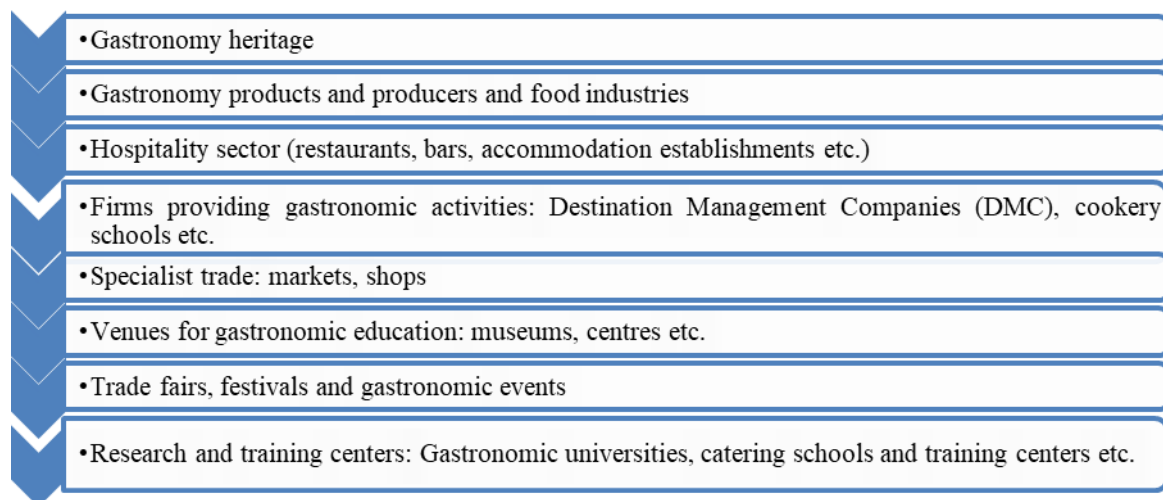 •Gastronomy heritage
•Gastronomy products and producers and food industries
•Hospitality sector (restaurants, bars, accommodation establishments etc.)
•Firms providing gastronomic activities: Destination Management Companies (DMC), cookery
schools etc.
•Specialist trade: markets, shops
•Venues for gastronomic education: museums, centres etc.
•Trade fairs, festivals and gastronomic events
•Research and training centers: Gastronomic universities, catering schools and training centers etc.